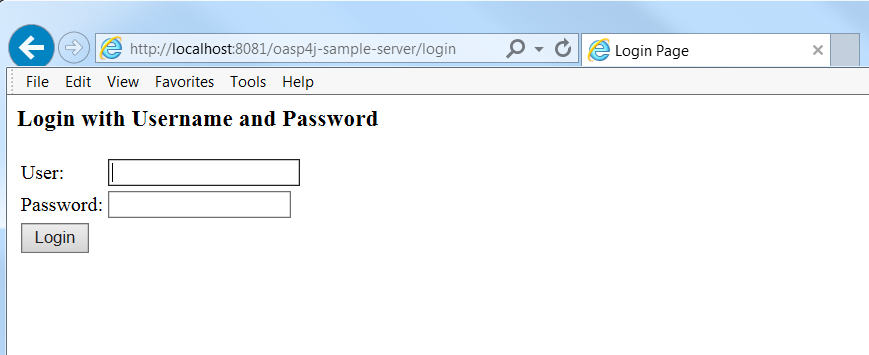 http://localhost:8081/oasp4j-sample-server/login
Login Page
File Edit View Favorites Tools Help
Login with Username and Password
User:
Password:
Login